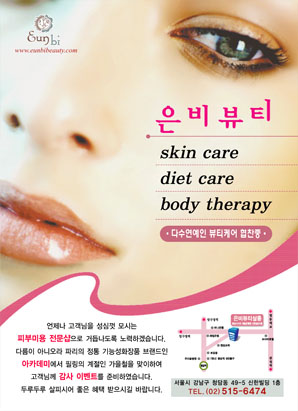 Eunbi
www.eunbibeauty.com
은비뷰티
skin care
diet care
body therapy
다수연예인 뷰티케어 협찬중
언제나 고객님을 성심껏 모시는
피부미용 전문샵으로 거듭나도록 노력하겠습니다.
다름이 아니오라 파리의 정통 기능성화장품 브랜드인
아카데미에서 필링의 계절인 가을철을 맞이하여
고객님께 감사 이벤트를 준비하였습니다.
두루두루 살피시어 좋은 혜택 받으시길 바랍니다.
은비뷰티살롱
서울시 강남구 청담동 49-5 신한빌딩 1층
TEL: (02) 515-6474